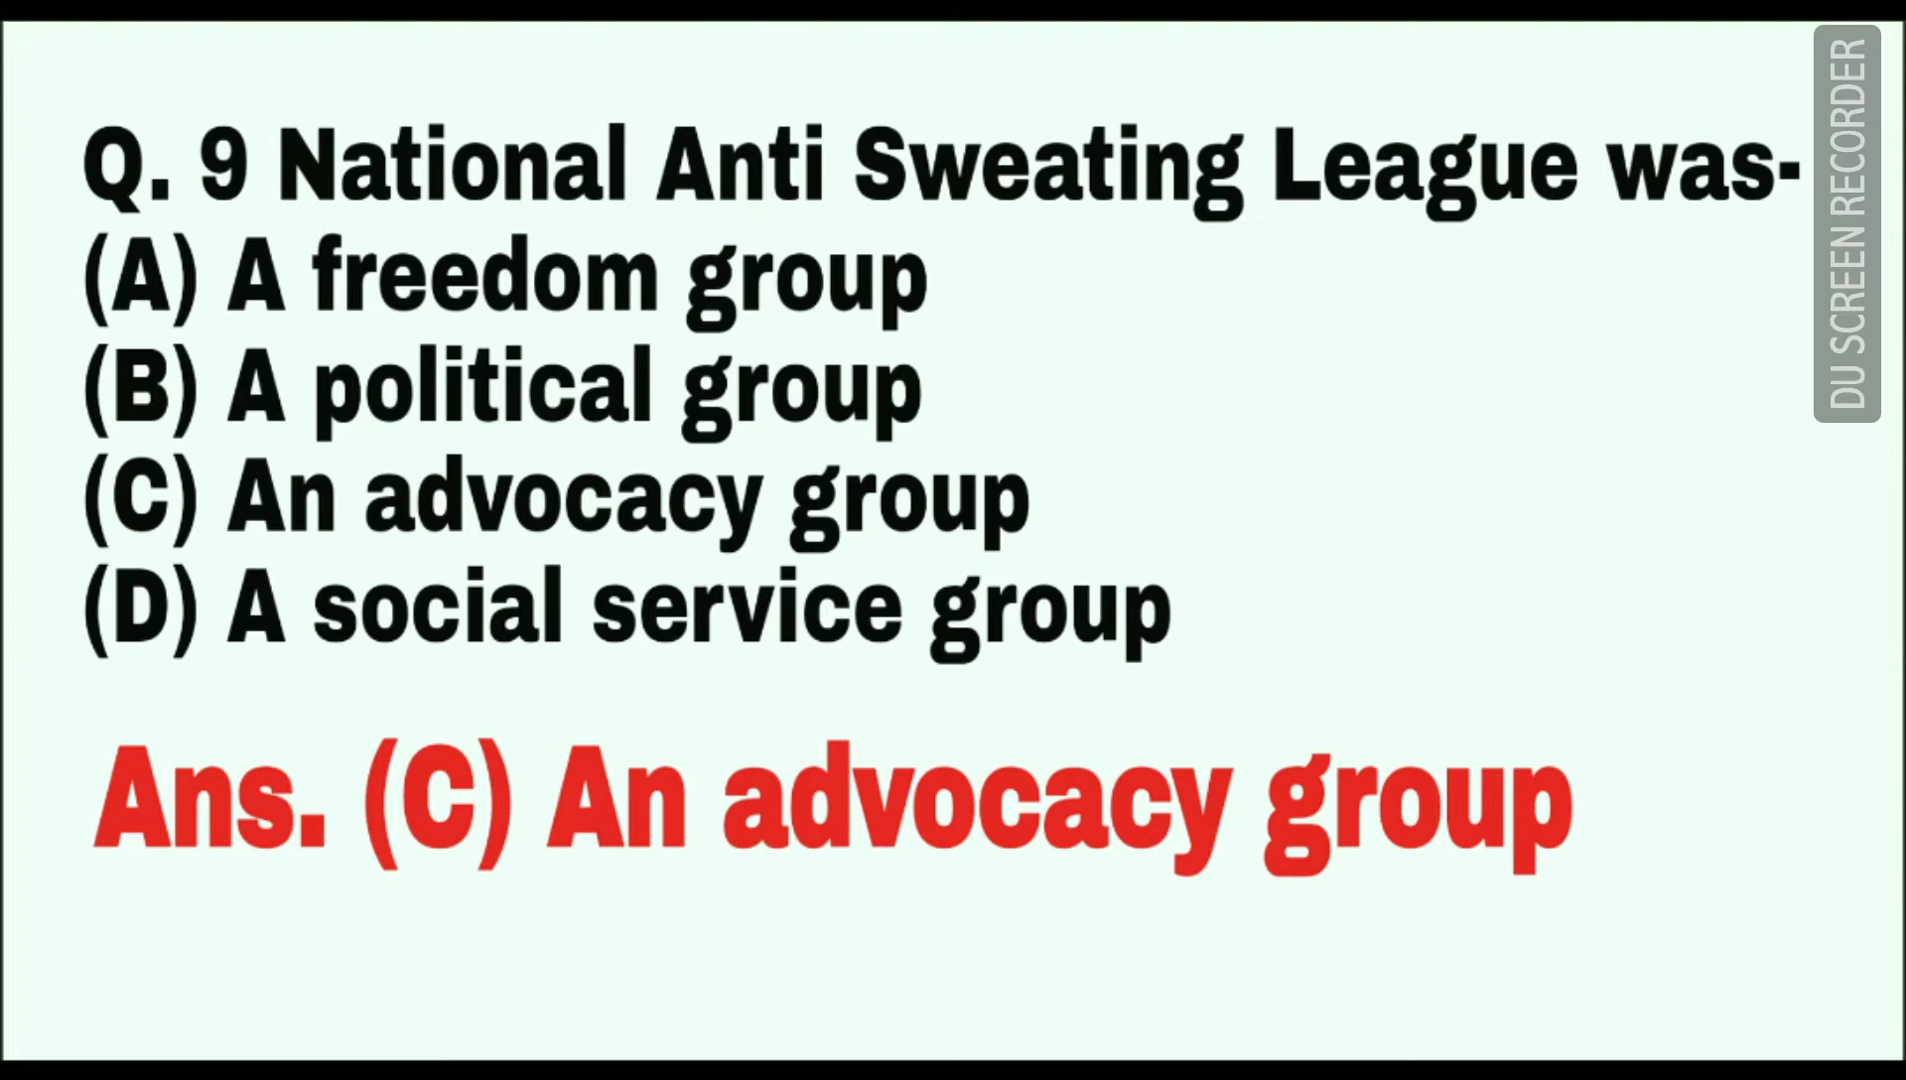 Q. 9 National Anti Sweating League was-
(A) A freedom group
(B) A political group
(C) An advocacy group
(D) A social service group
Ans. (C) An advocacy group
DU SCREEN RECORDER